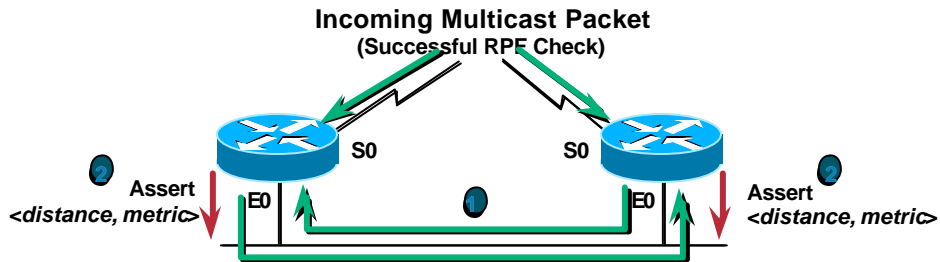 Incoming Multicast Packet
(Successful RPF Check)
S0
S0
2
Assert
<distance, metric>
E0
1
E0
2
Assert
<distance, metric>